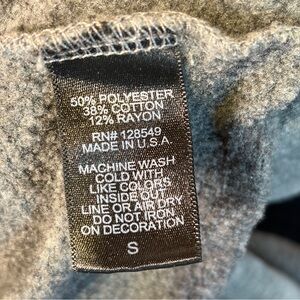 50% POLYESTER
38% COTTON
12% RAYON
RN# 128549
MADE IN U.S.A.
MACHINE WASH
COLD WITH
LIKE COLORS
INSIDE OUT
LINE OR AIR DRY
DO NOT IRON
ON DECORATION
S